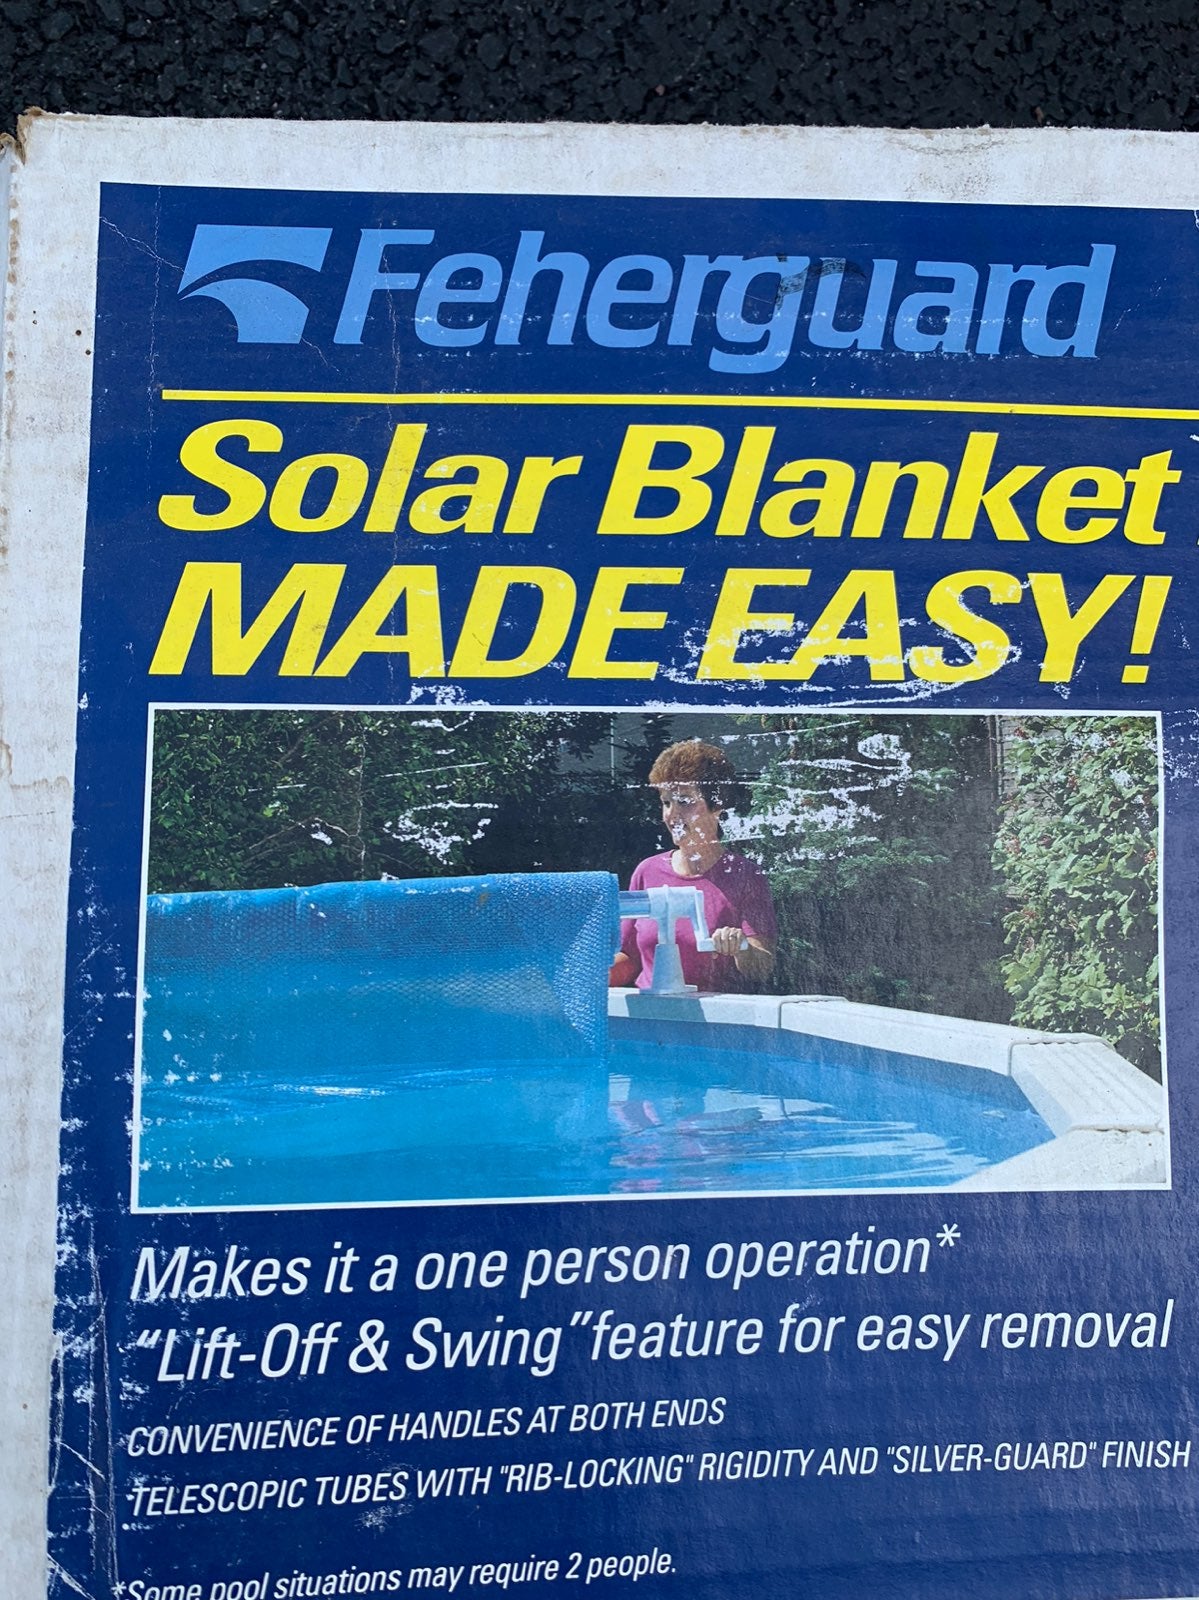 Feherguard
Solar Blanket
MADE EASY!
Makes it a one person operation*
"Lift-Off & Swing" feature for easy removal
CONVENIENCE OF HANDLES AT BOTH ENDS
TELESCOPIC TUBES WITH "RIB-LOCKING" RIGIDITY AND "SILVER-GUARD" FINISH
*Some pool situations may require 2 people.